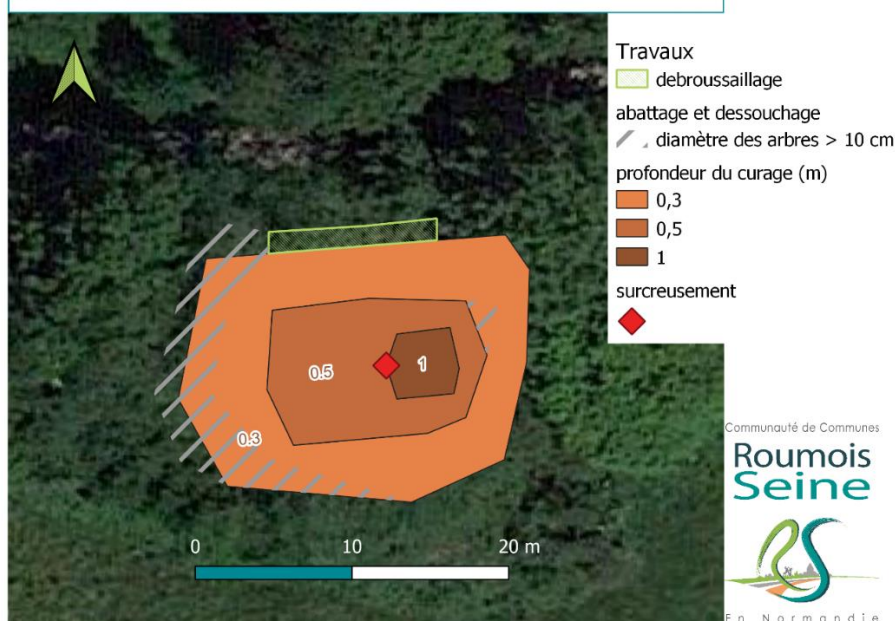 Travaux
debroussaillage
abattage et dessouchage
diamètre des arbres > 10 cm
profondeur du curage (m)
0,3
0,5
1
surcreusement
0.5
1
0.3
0 10 20 m
Communauté de Communes
Roumois
Seine
En Normandie